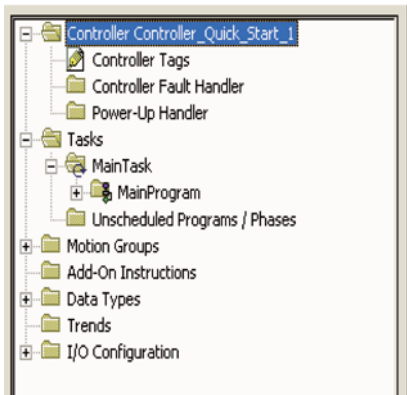 Controller Controller_Quick_Start_1
Controller Tags
Controller Fault Handler
Power-Up Handler
Tasks
MainTask
MainProgram
Unscheduled Programs / Phases
Motion Groups
Add-On Instructions
Data Types
Trends
I/O Configuration